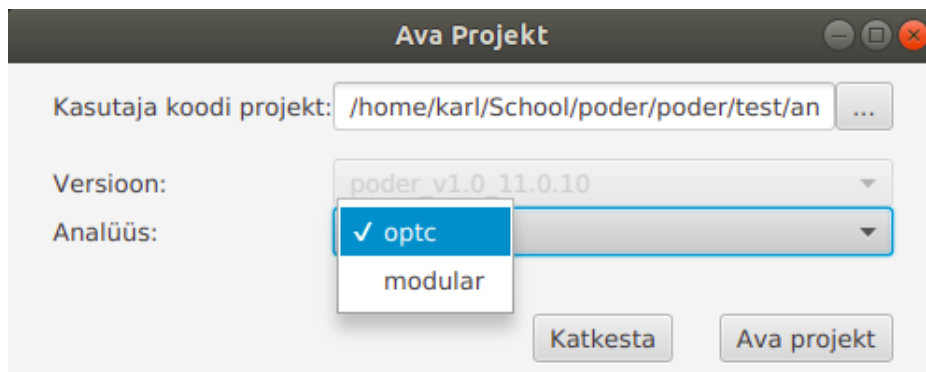 Ava Projekt
Kasutaja koodi projekt: /home/karl/School/poder/poder/test/an ...
Versioon: poder_v1.0_11.0.10
Analüüs: ✓ optc
modular
Katkesta Ava projekt